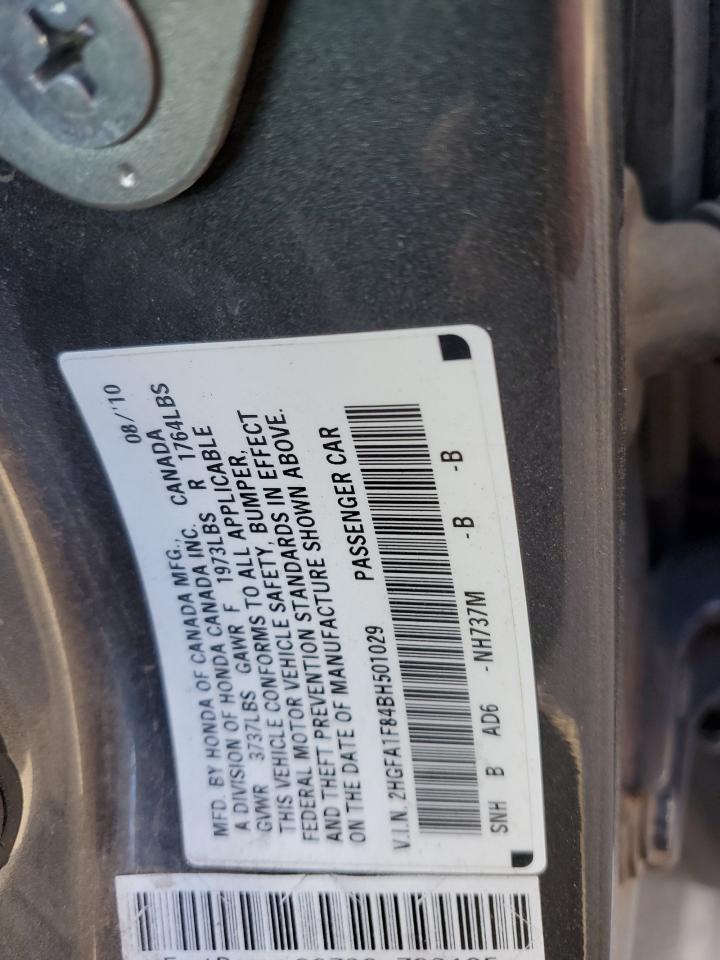 MFD. BY HONDA OF CANADA MFG., CANADA 08/'10
A DIVISION OF HONDA CANADA INC.
GVWR 3737LBS GAWR F 1973LBS R 1764LBS
THIS VEHICLE CONFORMS TO ALL APPLICABLE
FEDERAL MOTOR VEHICLE SAFETY, BUMPER,
AND THEFT PREVENTION STANDARDS IN EFFECT
ON THE DATE OF MANUFACTURE SHOWN ABOVE.
V.I.N. 2HGFA1F84BH501029 PASSENGER CAR
SNH B AD6 -NH737M -B -B